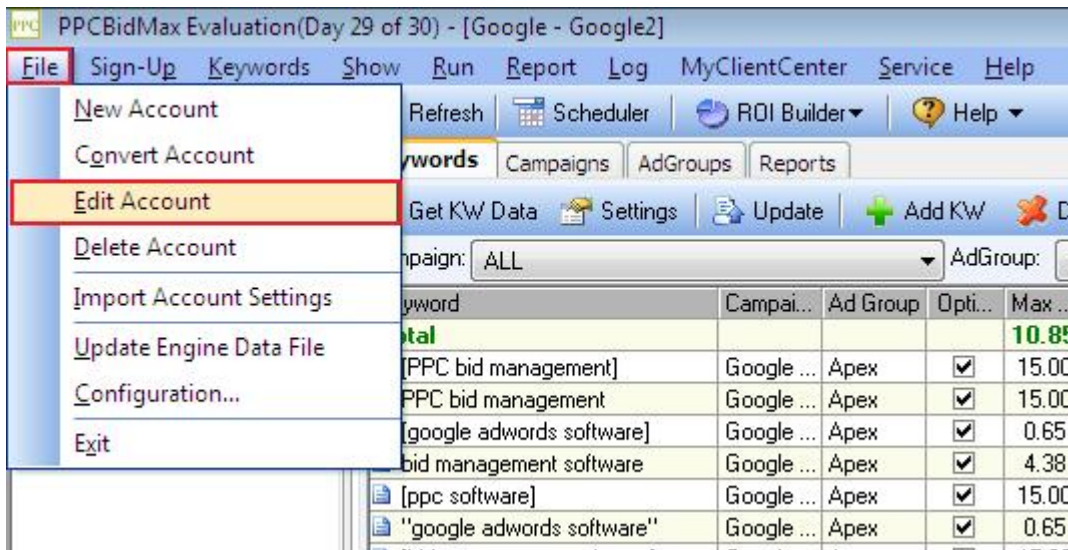 PPC PPCBidMax Evaluation(Day 29 of 30) - [Google - Google2]
File Sign-Up Keywords Show Run Report Log MyClientCenter Service Help
New Account
Convert Account
Edit Account
Delete Account
Import Account Settings
Update Engine Data File
Configuration...
Exit
Refresh Scheduler ROI Builder Help
ywords Campaigns AdGroups Reports
Get KW Data Settings Update Add KW D
npaign: ALL AdGroup:
yword Campai... Ad Group Opti... Max ...
otal 10.85
[PPC bid management] Google ... Apex 15.00
PPC bid management Google ... Apex 15.00
[google adwords software] Google ... Apex 0.65
bid management software Google ... Apex 4.38
[ppc software] Google ... Apex 15.00
"google adwords software" Google ... Apex 0.65